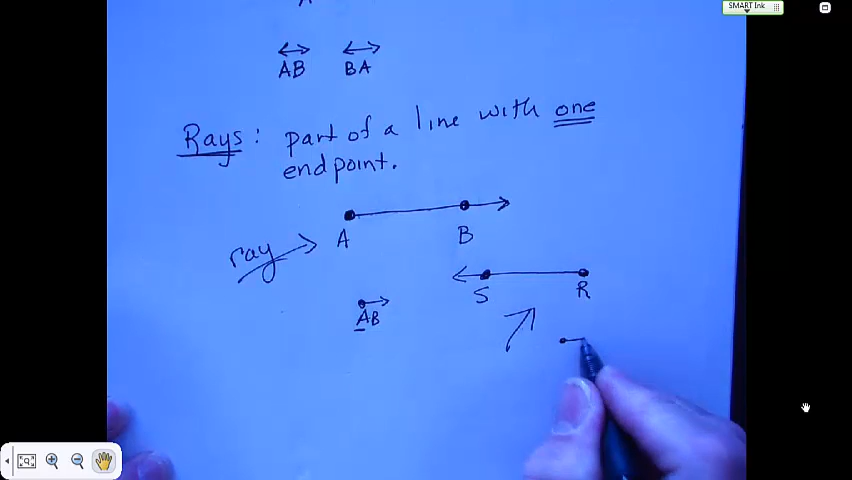 SMART Ink
A
AB BA
Rays: part of a line with one
endpoint.
A B
ray
S R
AB